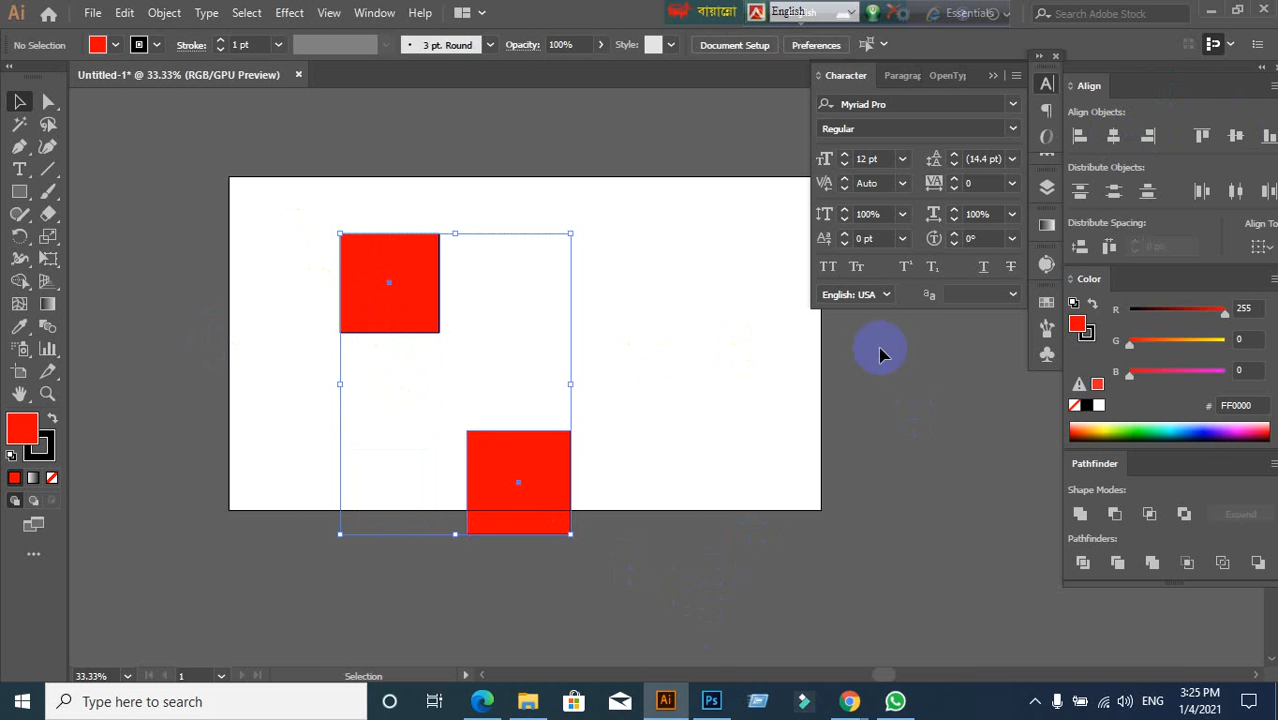 Ai File Edit Object Type Select Effect View Window Help বায়ান্নো English Essentials Search Adobe Stock
No Selection Stroke: 1 pt 3 pt. Round Opacity: 100% Style: Document Setup Preferences
Untitled-1* @ 33.33% (RGB/GPU Preview)
Character Paragr OpenTy
Myriad Pro
Regular
12 pt (14.4 pt)
Auto 0
100% 100%
0 pt 0°
English: USA
Align
Align Objects:
Distribute Objects:
Distribute Spacing: Align To
0 px
Color
R 255
G 0
B 0
# FF0000
Pathfinder
Shape Modes:
Expand
Pathfinders:
33.33% 1 Selection
Type here to search
ENG
3:25 PM
1/4/2021